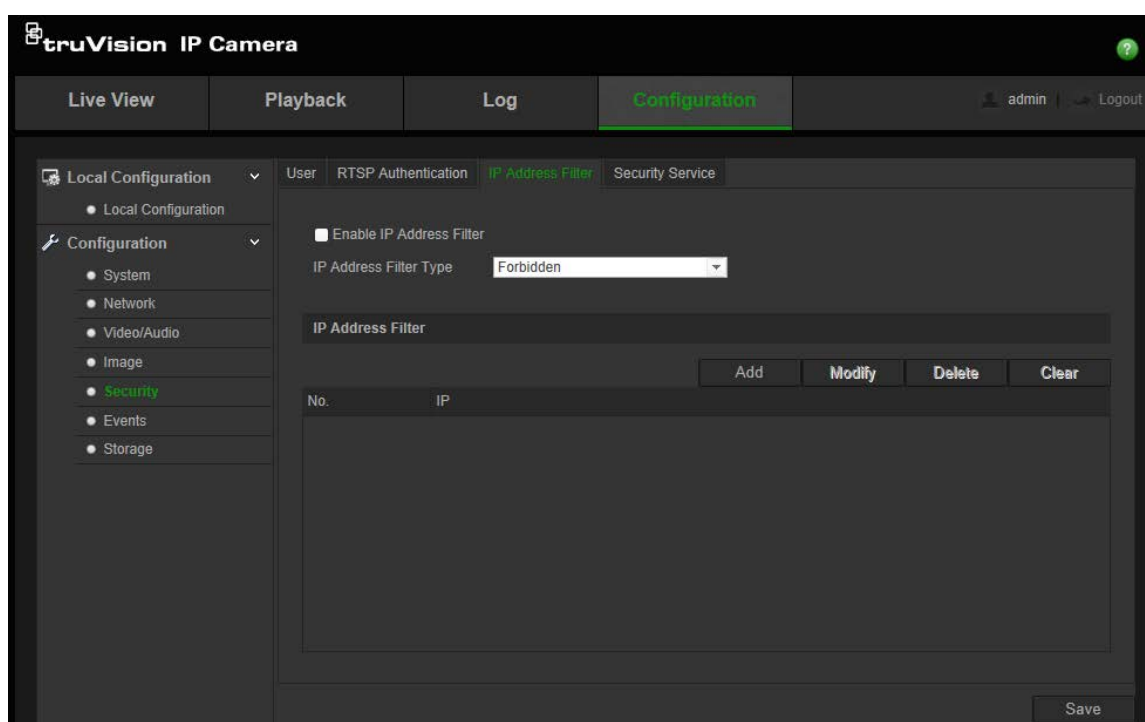 truVision IP Camera
?
Live View Playback Log Configuration admin Logout
Local Configuration
Local Configuration
Configuration
System
Network
Video/Audio
Image
Security
Events
Storage
User RTSP Authentication IP Address Filter Security Service
Enable IP Address Filter
IP Address Filter Type Forbidden
IP Address Filter
Add Modify Delete Clear
No. IP
Save